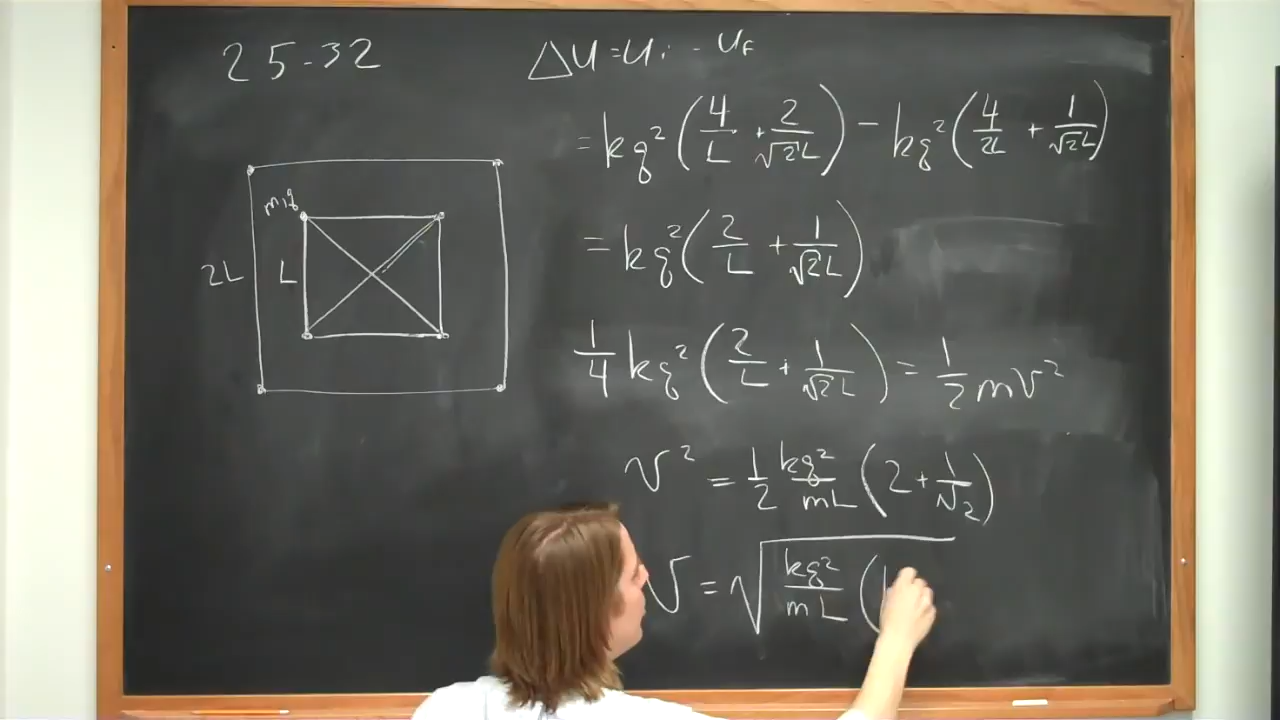 25-32
ΔU = Ui - UF
= kq²(4/L + 2/√2L) - kq²(4/2L + 1/√2L)
= kq²(2/L + 1/√2L)
m, q
2L
L
1/4 kq²(2/L + 1/√2L) = 1/2 mv²
v² = 1/2 kq²/mL (2 + 1/√2)
v = √kq²/mL (1